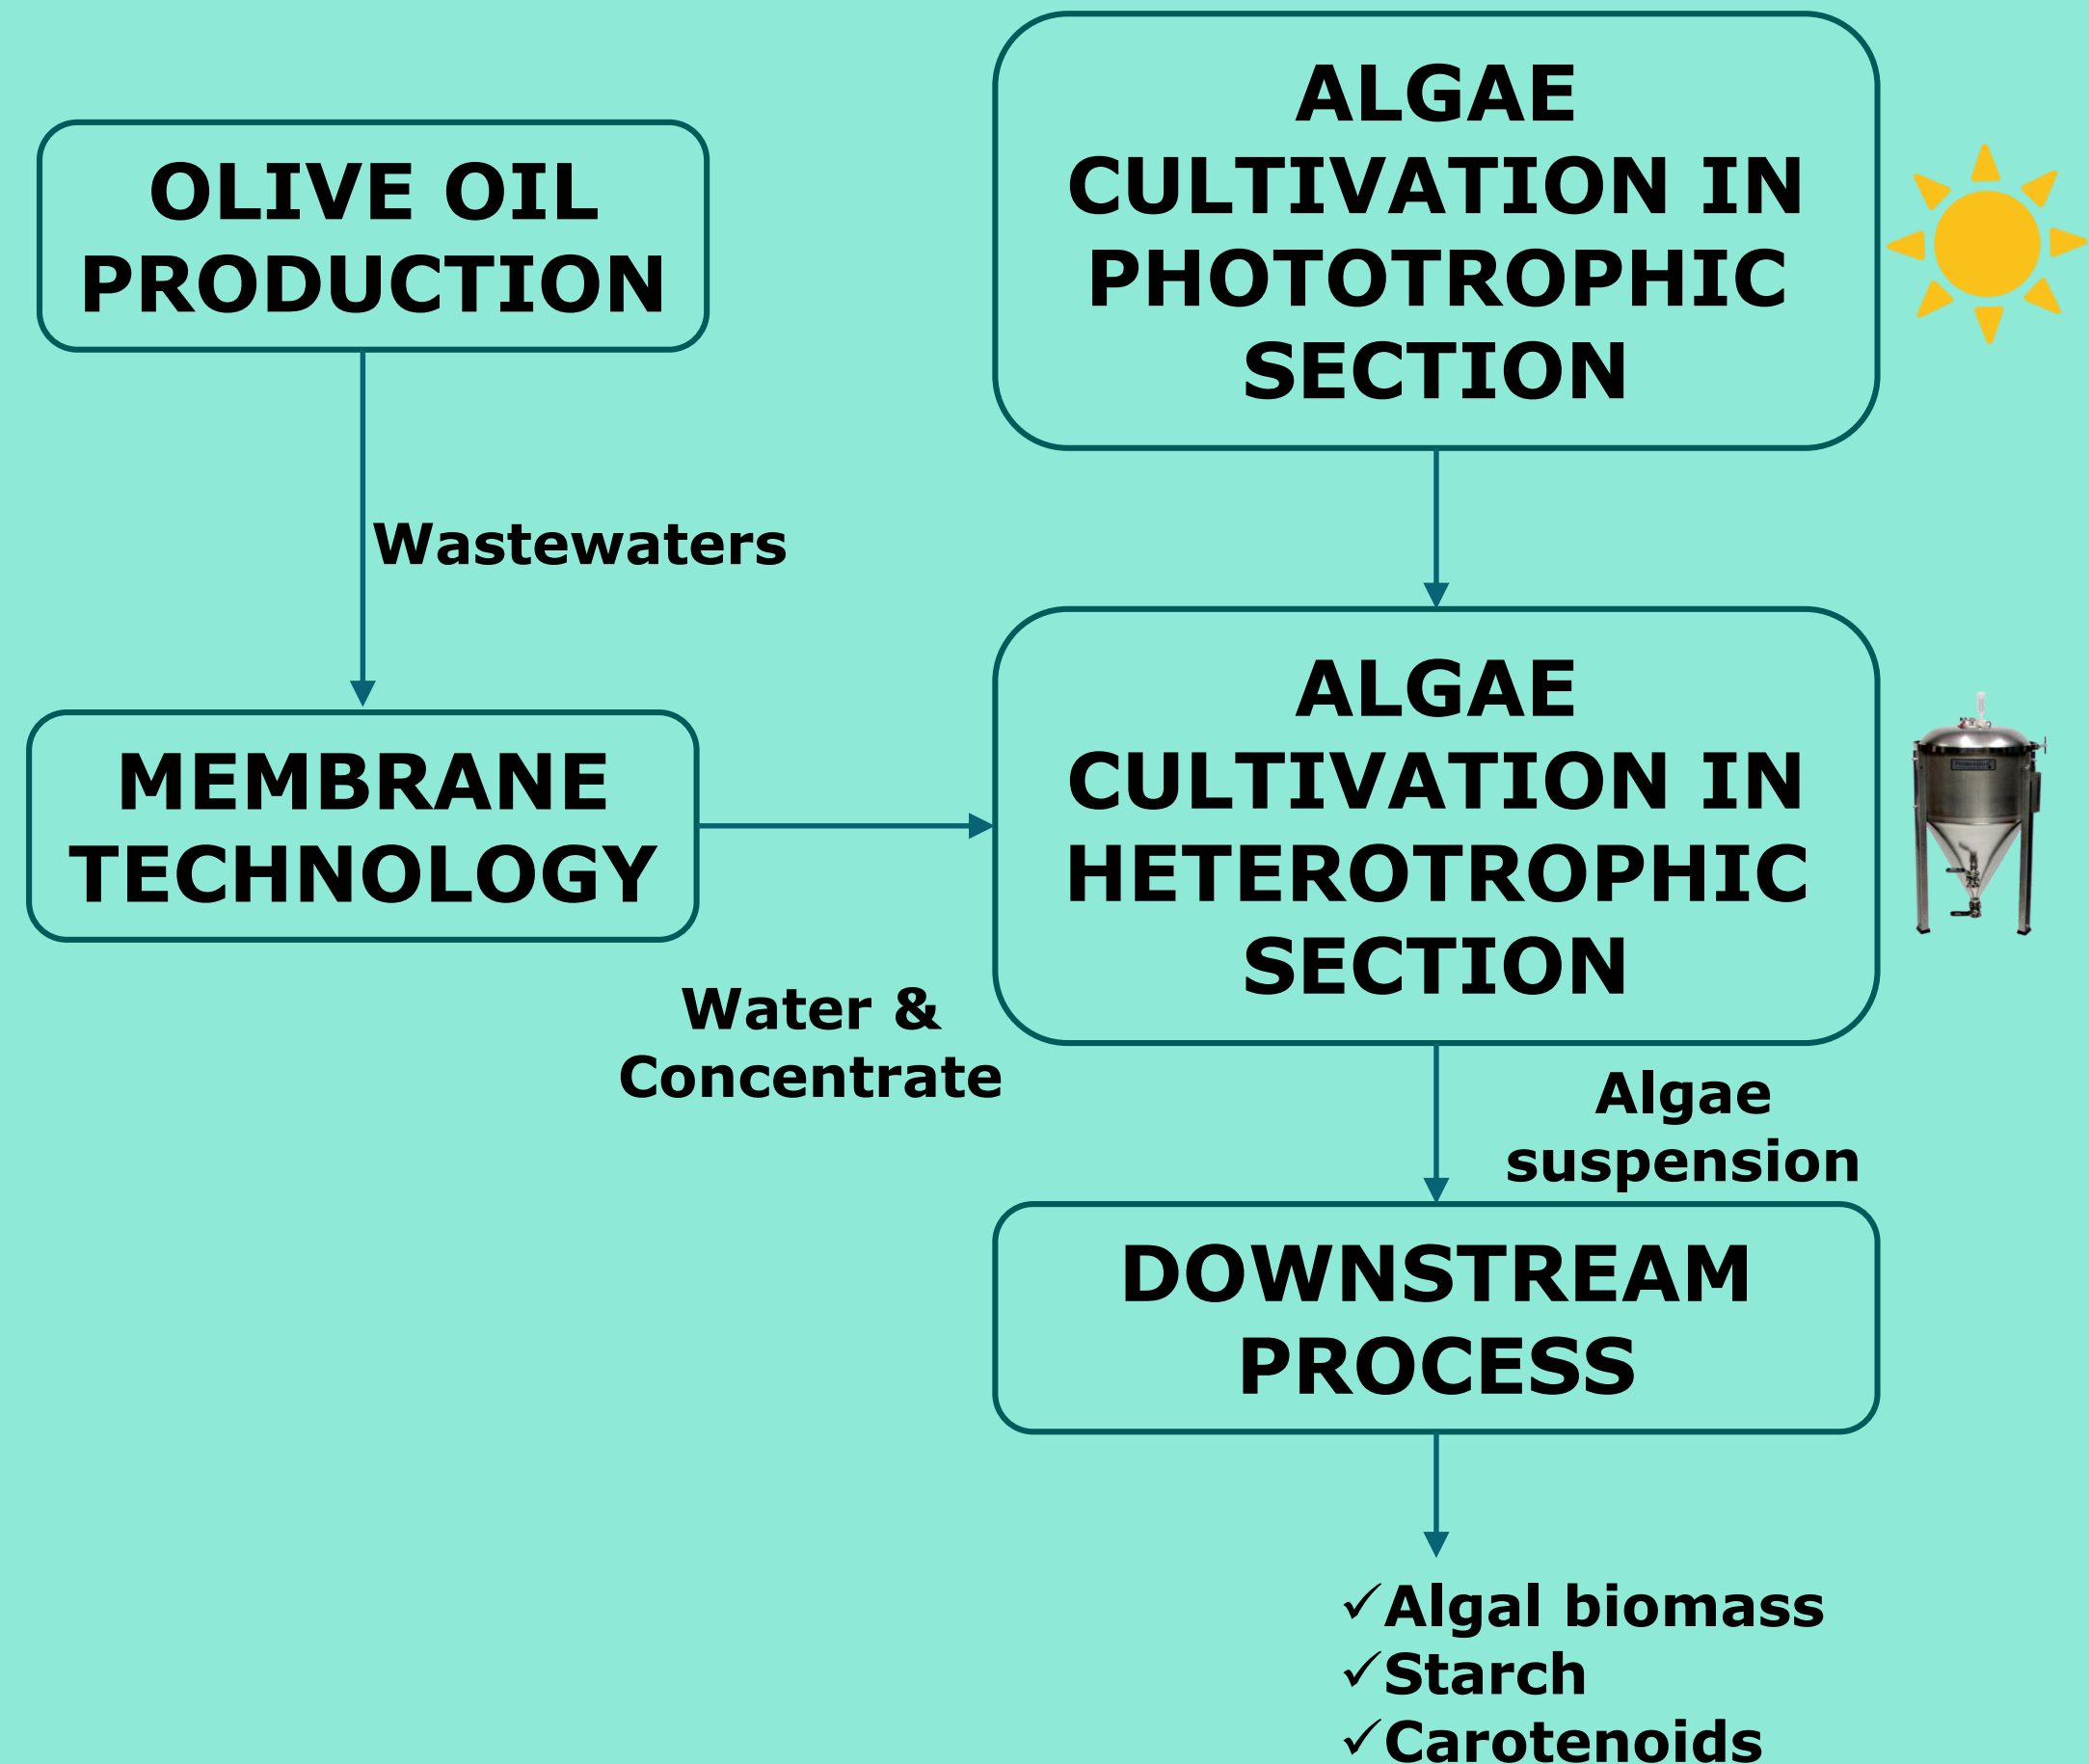 OLIVE OIL
PRODUCTION
Wastewaters
MEMBRANE
TECHNOLOGY
Water &
Concentrate
ALGAE
CULTIVATION IN
PHOTOTROPHIC
SECTION
ALGAE
CULTIVATION IN
HETEROTROPHIC
SECTION
Algae
suspension
DOWNSTREAM
PROCESS
✓Algal biomass
✓Starch
✓Carotenoids